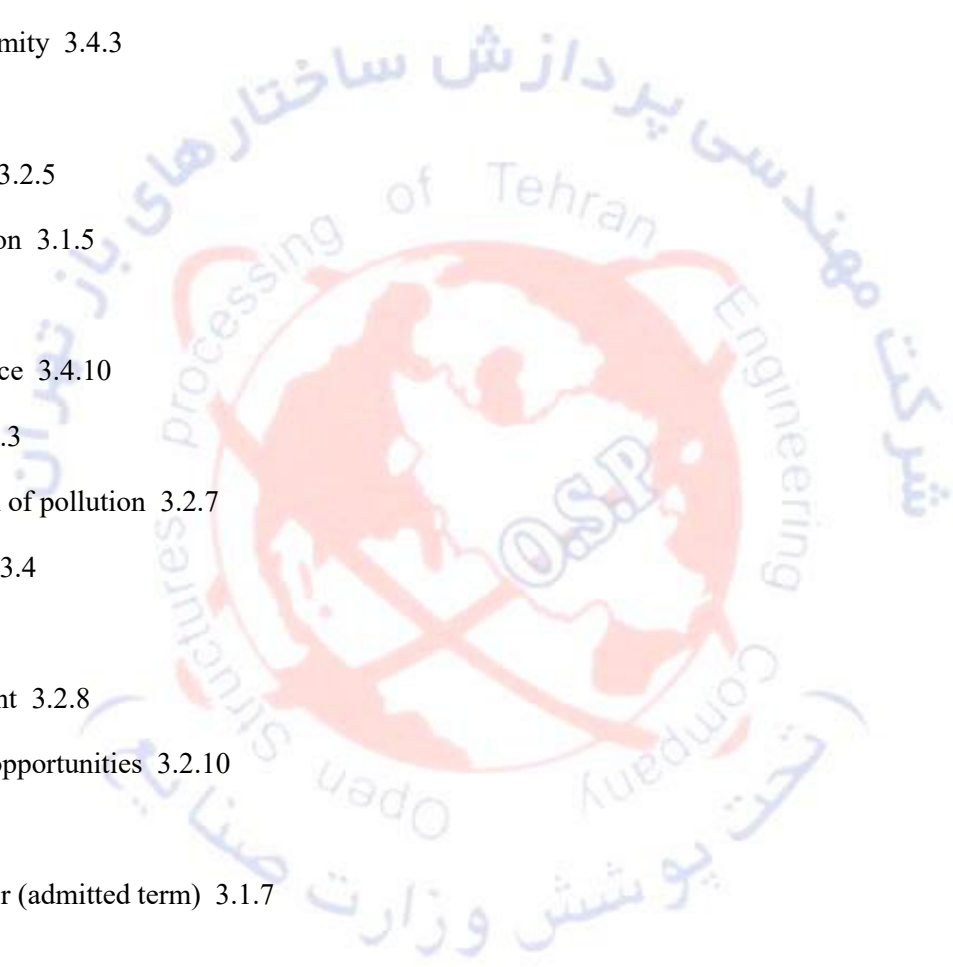 mity 3.4.3
3.2.5
on 3.1.5
ce 3.4.10
.3
of pollution 3.2.7
3.4
nt 3.2.8
opportunities 3.2.10
r (admitted term) 3.1.7
شرکت مهندسی پردازش ساختارهای باز تهران
Open Structures processing of Tehran Engineering Company
O.S.P
(تحت پوشش وزارت صنایع)